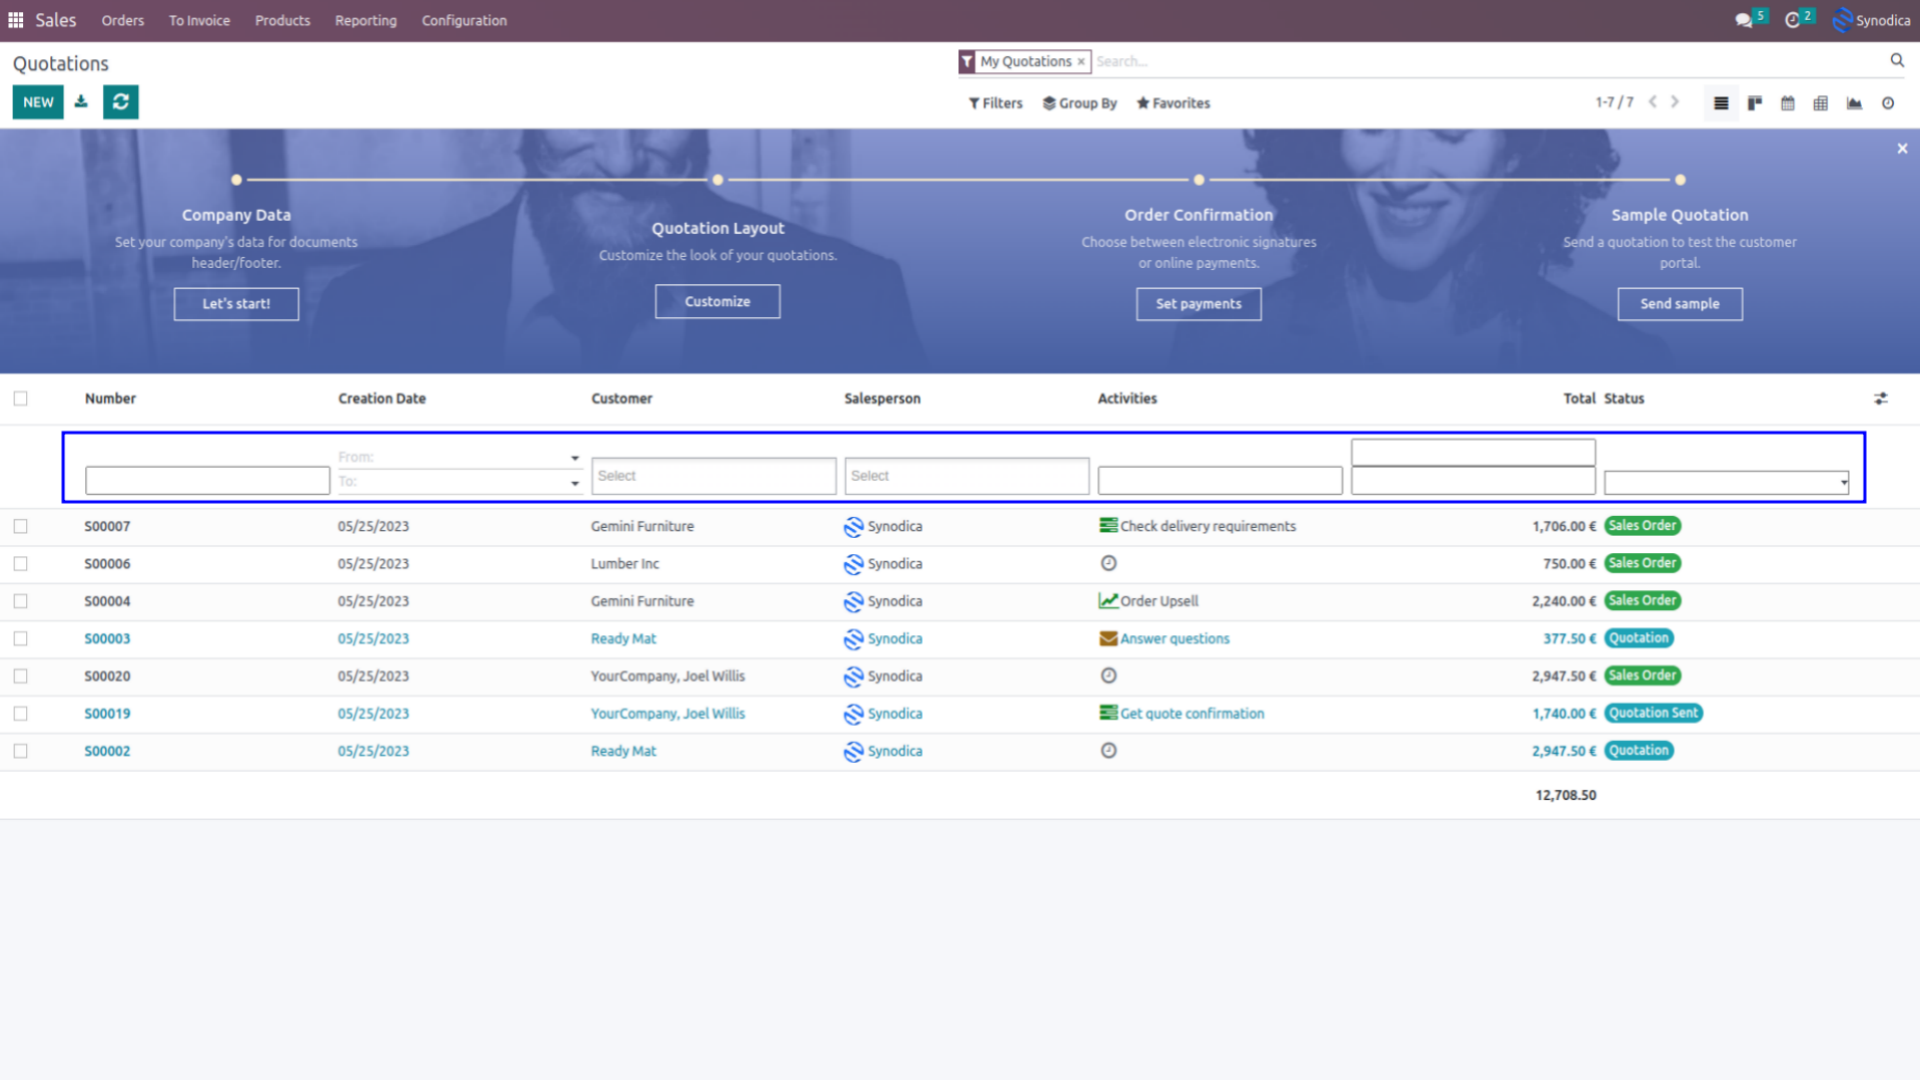 Sales Orders To Invoice Products Reporting Configuration 5 2 Synodica
Quotations My Quotations × Search...
NEW Filters Group By Favorites 1-7 / 7
Company Data
Set your company's data for documents
header/footer.
Let's start!
Quotation Layout
Customize the look of your quotations.
Customize
Order Confirmation
Choose between electronic signatures
or online payments.
Set payments
Sample Quotation
Send a quotation to test the customer
portal.
Send sample
Number Creation Date Customer Salesperson Activities Total Status
From:
To:
Select Select
S00007 05/25/2023 Gemini Furniture Synodica Check delivery requirements 1,706.00 € Sales Order
S00006 05/25/2023 Lumber Inc Synodica 750.00 € Sales Order
S00004 05/25/2023 Gemini Furniture Synodica Order Upsell 2,240.00 € Sales Order
S00003 05/25/2023 Ready Mat Synodica Answer questions 377.50 € Quotation
S00020 05/25/2023 YourCompany, Joel Willis Synodica 2,947.50 € Sales Order
S00019 05/25/2023 YourCompany, Joel Willis Synodica Get quote confirmation 1,740.00 € Quotation Sent
S00002 05/25/2023 Ready Mat Synodica 2,947.50 € Quotation
12,708.50